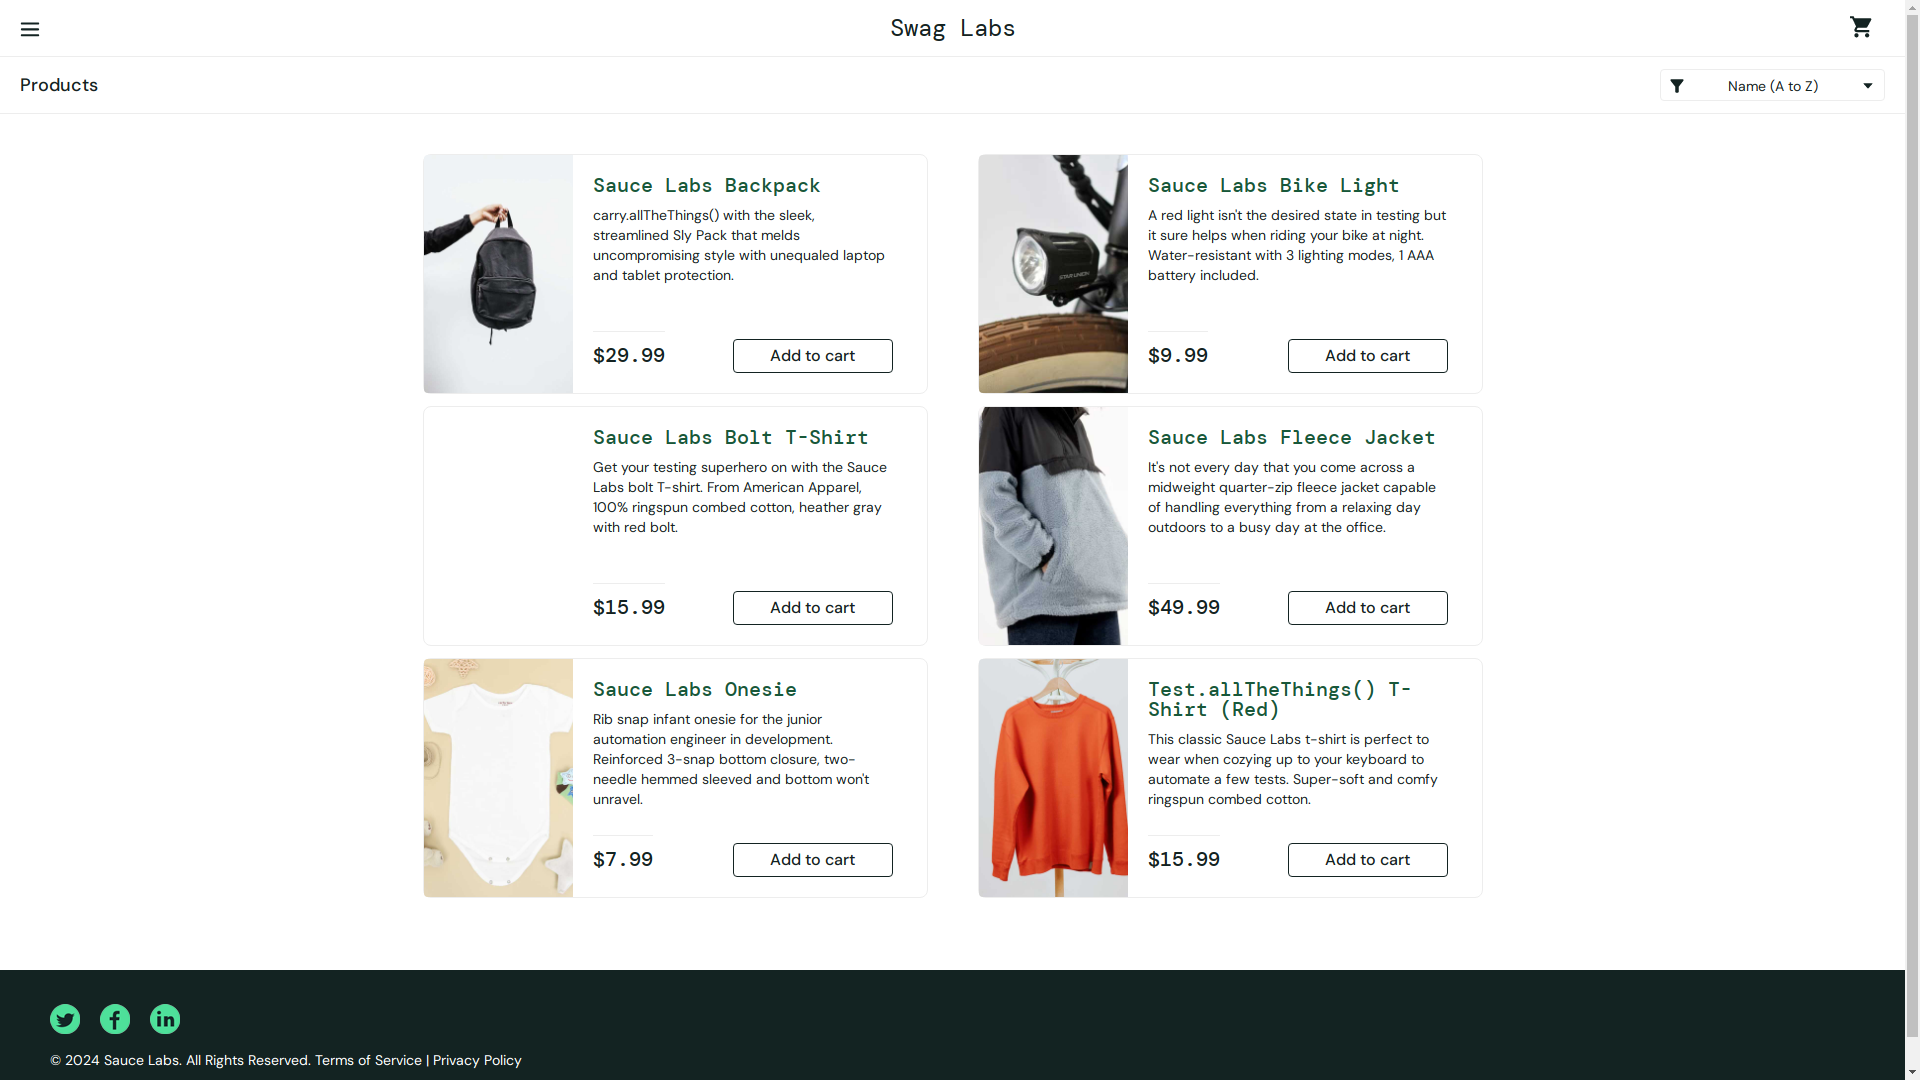 Swag Labs
Products
Name (A to Z)
Sauce Labs Backpack
carry.allTheThings() with the sleek,
streamlined Sly Pack that melds
uncompromising style with unequaled laptop
and tablet protection.
$29.99
Add to cart
Sauce Labs Bike Light
A red light isn't the desired state in testing but
it sure helps when riding your bike at night.
Water-resistant with 3 lighting modes, 1 AAA
battery included.
$9.99
Add to cart
Sauce Labs Bolt T-Shirt
Get your testing superhero on with the Sauce
Labs bolt T-shirt. From American Apparel,
100% ringspun combed cotton, heather gray
with red bolt.
$15.99
Add to cart
Sauce Labs Fleece Jacket
It's not every day that you come across a
midweight quarter-zip fleece jacket capable
of handling everything from a relaxing day
outdoors to a busy day at the office.
$49.99
Add to cart
Sauce Labs Onesie
Rib snap infant onesie for the junior
automation engineer in development.
Reinforced 3-snap bottom closure, two-
needle hemmed sleeved and bottom won't
unravel.
$7.99
Add to cart
Test.allTheThings() T-
Shirt (Red)
This classic Sauce Labs t-shirt is perfect to
wear when cozying up to your keyboard to
automate a few tests. Super-soft and comfy
ringspun combed cotton.
$15.99
Add to cart
© 2024 Sauce Labs. All Rights Reserved. Terms of Service | Privacy Policy